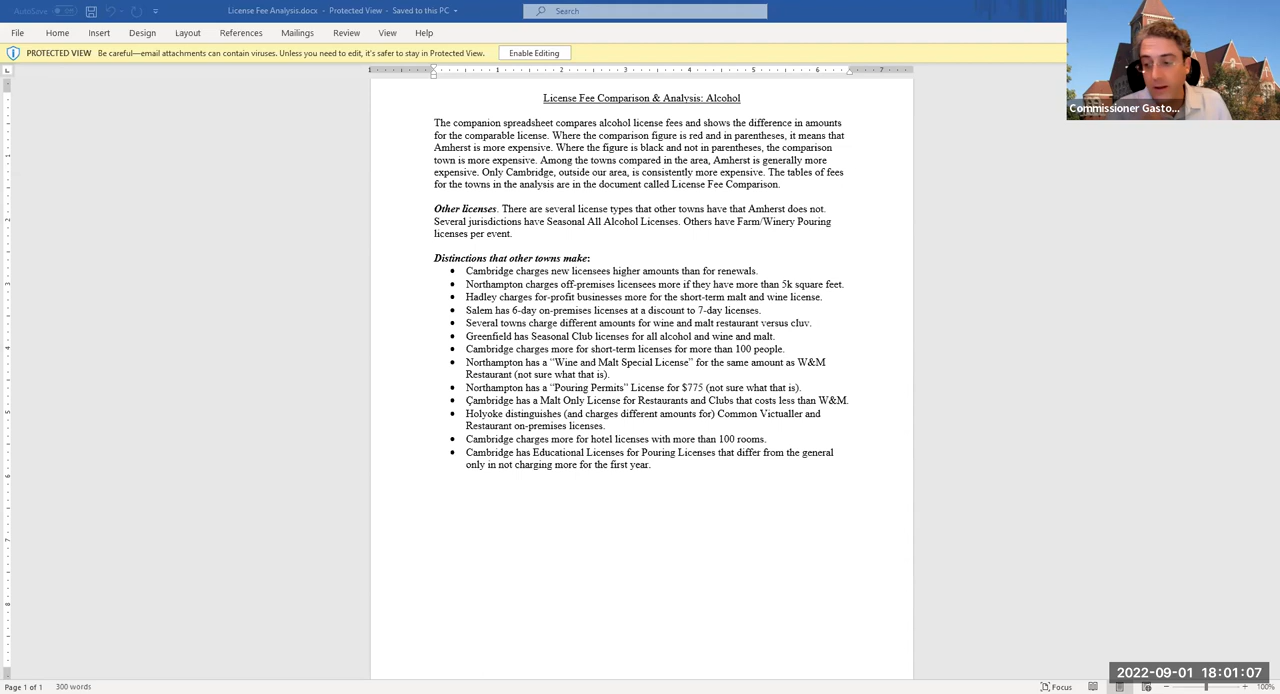 AutoSave Off License Fee Analysis.docx - Protected View - Saved to this PC Search
File Home Insert Design Layout References Mailings Review View Help
PROTECTED VIEW Be careful—email attachments can contain viruses. Unless you need to edit, it's safer to stay in Protected View. Enable Editing
1 1 2 3 4 5 6 7
Commissioner Gasto...
License Fee Comparison & Analysis: Alcohol
The companion spreadsheet compares alcohol license fees and shows the difference in amounts
for the comparable license. Where the comparison figure is red and in parentheses, it means that
Amherst is more expensive. Where the figure is black and not in parentheses, the comparison
town is more expensive. Among the towns compared in the area, Amherst is generally more
expensive. Only Cambridge, outside our area, is consistently more expensive. The tables of fees
for the towns in the analysis are in the document called License Fee Comparison.
Other licenses. There are several license types that other towns have that Amherst does not.
Several jurisdictions have Seasonal All Alcohol Licenses. Others have Farm/Winery Pouring
licenses per event.
Distinctions that other towns make:
• Cambridge charges new licensees higher amounts than for renewals.
• Northampton charges off-premises licensees more if they have more than 5k square feet.
• Hadley charges for-profit businesses more for the short-term malt and wine license.
• Salem has 6-day on-premises licenses at a discount to 7-day licenses.
• Several towns charge different amounts for wine and malt restaurant versus cluv.
• Greenfield has Seasonal Club licenses for all alcohol and wine and malt.
• Cambridge charges more for short-term licenses for more than 100 people.
• Northampton has a “Wine and Malt Special License” for the same amount as W&M
Restaurant (not sure what that is).
• Northampton has a “Pouring Permits” License for $775 (not sure what that is).
• Cambridge has a Malt Only License for Restaurants and Clubs that costs less than W&M.
• Holyoke distinguishes (and charges different amounts for) Common Victualler and
Restaurant on-premises licenses.
• Cambridge charges more for hotel licenses with more than 100 rooms.
• Cambridge has Educational Licenses for Pouring Licenses that differ from the general
only in not charging more for the first year.
2022-09-01 18:01:07
Page 1 of 1 300 words Focus 100%